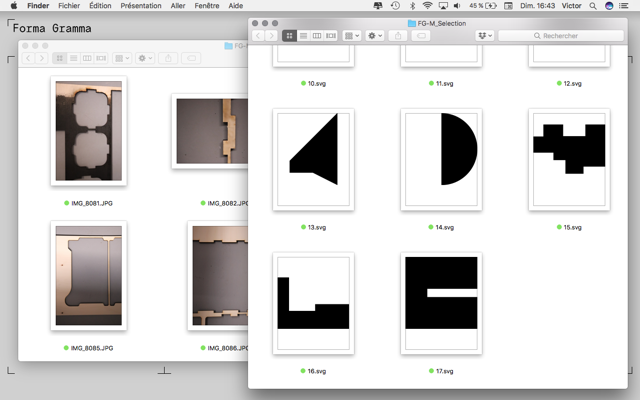 Finder Fichier Édition Présentation Aller Fenêtre Aide
45 % Dim. 16:43 Victor
Forma Gramma
FG-M_Selection
Rechercher
10.svg 11.svg 12.svg
13.svg 14.svg 15.svg
16.svg 17.svg
IMG_8081.JPG IMG_8082.JPG
IMG_8085.JPG IMG_8086.JPG